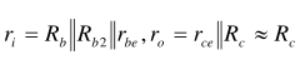 r_i = R_b‖R_b2‖r_be, r_o = r_ce‖R_c ≈ R_c